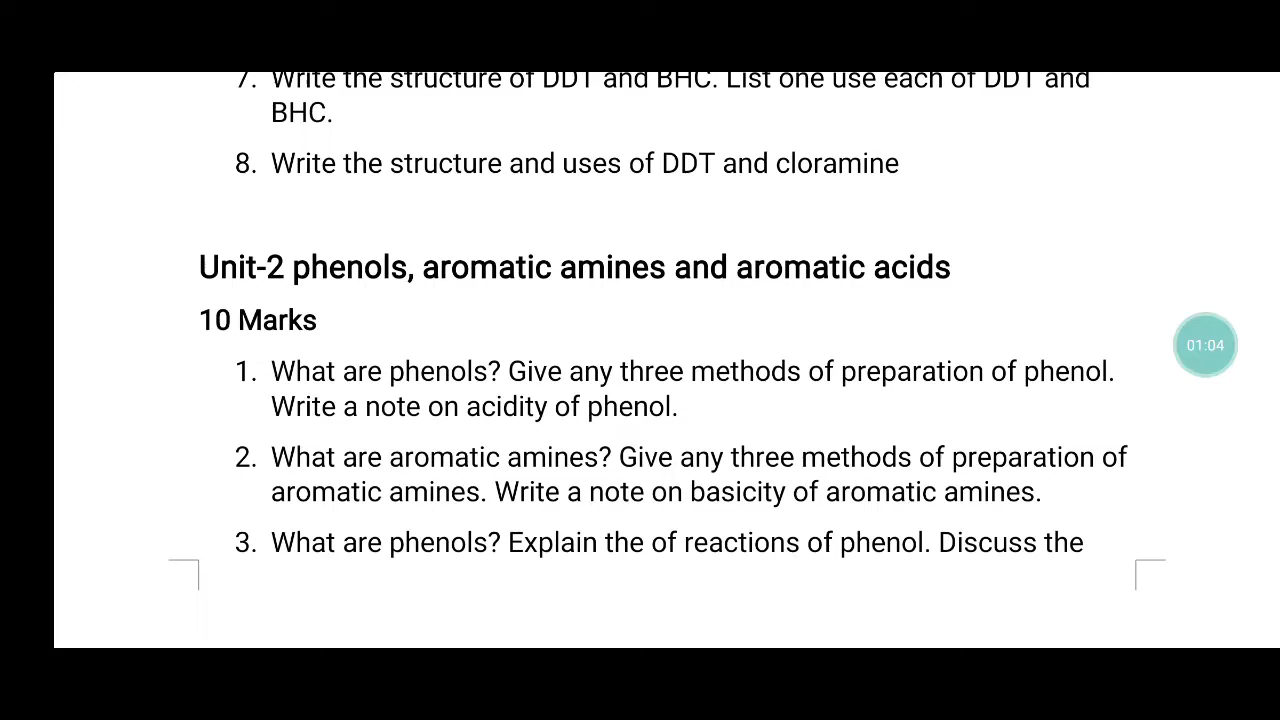 7. Write the structure of DDT and BHC. List one use each of DDT and
BHC.
8. Write the structure and uses of DDT and cloramine
Unit-2 phenols, aromatic amines and aromatic acids
10 Marks
1. What are phenols? Give any three methods of preparation of phenol.
Write a note on acidity of phenol.
01:04
2. What are aromatic amines? Give any three methods of preparation of
aromatic amines. Write a note on basicity of aromatic amines.
3. What are phenols? Explain the of reactions of phenol. Discuss the